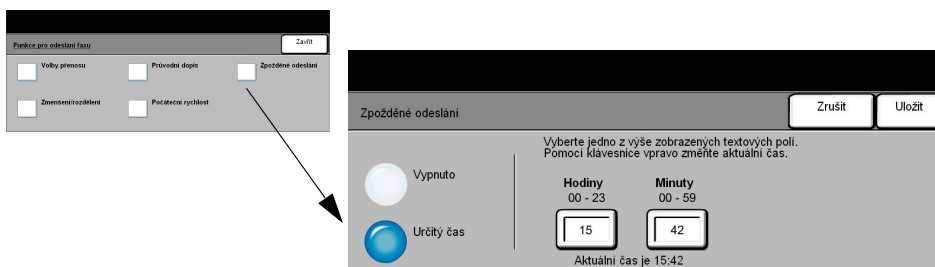 Funkce pro odeslání faxu
Zavřít
Volby přenosu
Průvodní dopis
Zpožděné odeslání
Zmenšení/rozdělení
Počáteční rychlost
Zpožděné odeslání
Zrušit
Uložit
Vyberte jedno z výše zobrazených textových polí.
Pomocí klávesnice vpravo změňte aktuální čas.
Vypnuto
Hodiny
Minuty
00 - 23
00 - 59
Určitý čas
15
42
Aktuální čas je 15:42